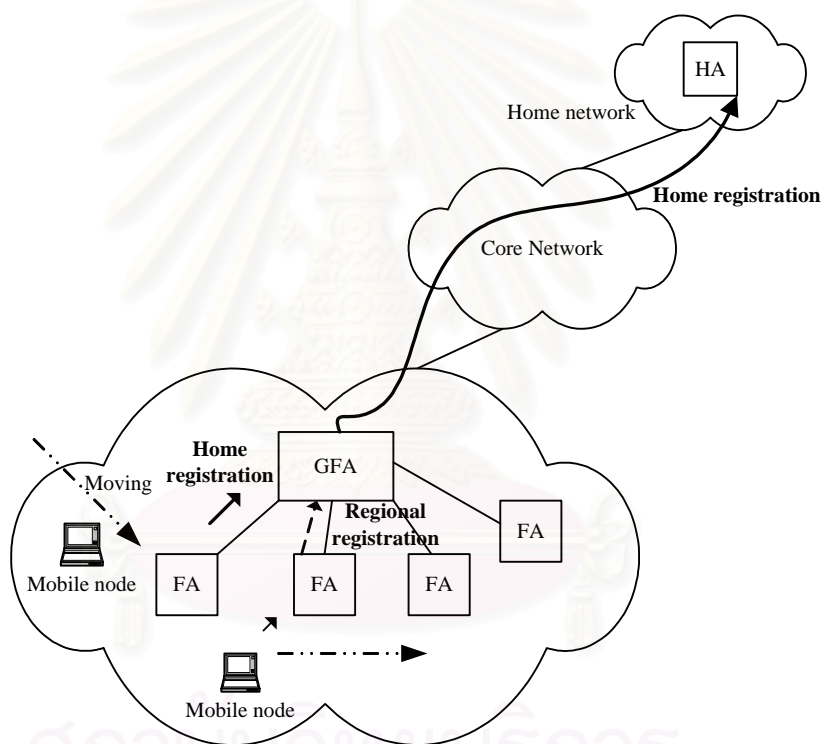 HA
Home network
Home registration
Core Network
Home
registration
GFA
Moving
Regional
registration
FA
Mobile node
FA
FA
FA
Mobile node